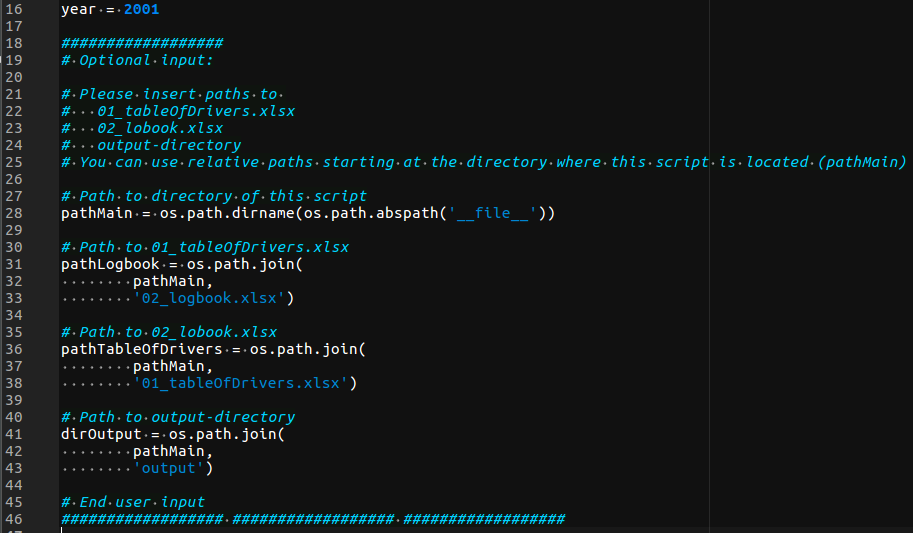 16 year = 2001
17
18 ##################
19 # Optional input:
20
21 # Please insert paths to
22 #   01_tableOfDrivers.xlsx
23 #   02_lobook.xlsx
24 #   output-directory
25 # You can use relative paths starting at the directory where this script is located (pathMain)
26
27 # Path to directory of this script
28 pathMain = os.path.dirname(os.path.abspath('__file__'))
29
30 # Path to 01_tableOfDrivers.xlsx
31 pathLogbook = os.path.join(
32         pathMain,
33         '02_logbook.xlsx')
34
35 # Path to 02_lobook.xlsx
36 pathTableOfDrivers = os.path.join(
37         pathMain,
38         '01_tableOfDrivers.xlsx')
39
40 # Path to output-directory
41 dirOutput = os.path.join(
42         pathMain,
43         'output')
44
45 # End user input
46 ################## ################## ##################